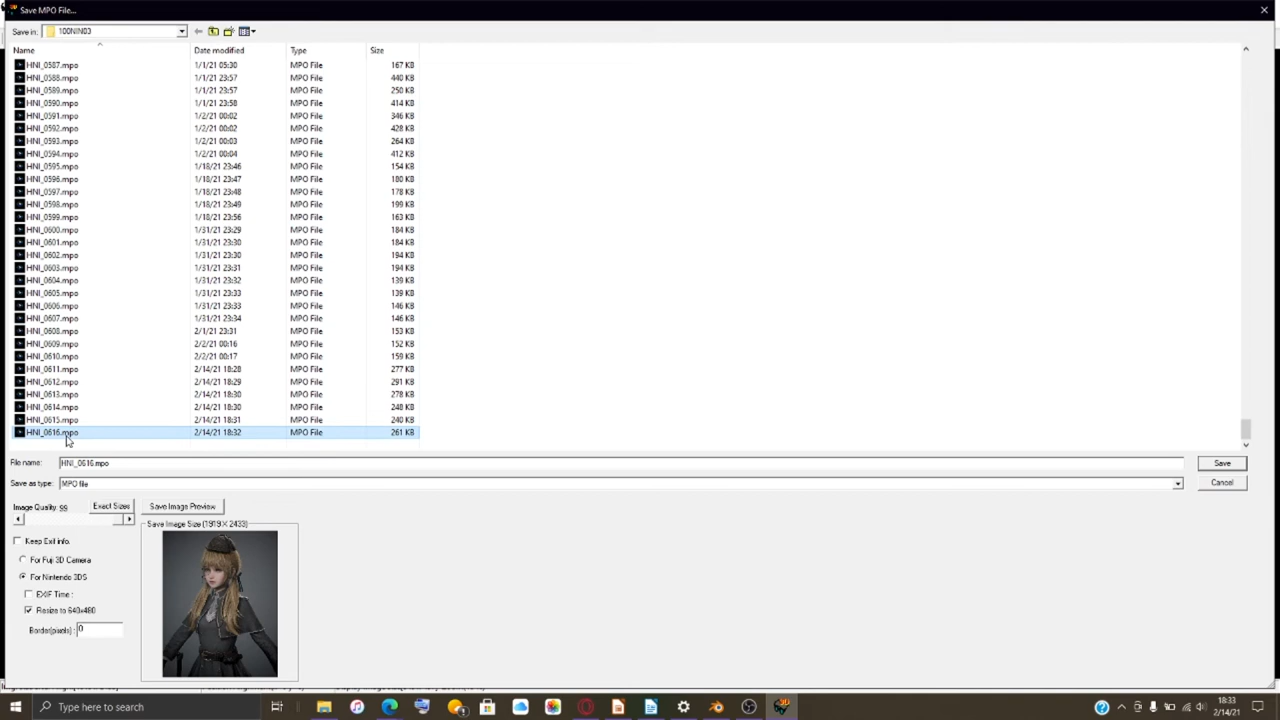 Save MPO File...
Save in: 100NIN03
Name Date modified Type Size
HNI_0587.mpo 1/1/21 05:30 MPO File 167 KB
HNI_0588.mpo 1/1/21 23:57 MPO File 440 KB
HNI_0589.mpo 1/1/21 23:57 MPO File 250 KB
HNI_0590.mpo 1/1/21 23:58 MPO File 414 KB
HNI_0591.mpo 1/2/21 00:02 MPO File 346 KB
HNI_0592.mpo 1/2/21 00:02 MPO File 428 KB
HNI_0593.mpo 1/2/21 00:03 MPO File 264 KB
HNI_0594.mpo 1/2/21 00:04 MPO File 412 KB
HNI_0595.mpo 1/18/21 23:46 MPO File 154 KB
HNI_0596.mpo 1/18/21 23:47 MPO File 180 KB
HNI_0597.mpo 1/18/21 23:48 MPO File 178 KB
HNI_0598.mpo 1/18/21 23:49 MPO File 199 KB
HNI_0599.mpo 1/18/21 23:56 MPO File 163 KB
HNI_0600.mpo 1/31/21 23:29 MPO File 184 KB
HNI_0601.mpo 1/31/21 23:30 MPO File 184 KB
HNI_0602.mpo 1/31/21 23:30 MPO File 194 KB
HNI_0603.mpo 1/31/21 23:31 MPO File 194 KB
HNI_0604.mpo 1/31/21 23:32 MPO File 139 KB
HNI_0605.mpo 1/31/21 23:33 MPO File 139 KB
HNI_0606.mpo 1/31/21 23:33 MPO File 146 KB
HNI_0607.mpo 1/31/21 23:34 MPO File 146 KB
HNI_0608.mpo 2/1/21 23:31 MPO File 153 KB
HNI_0609.mpo 2/2/21 00:16 MPO File 152 KB
HNI_0610.mpo 2/2/21 00:17 MPO File 159 KB
HNI_0611.mpo 2/14/21 18:28 MPO File 277 KB
HNI_0612.mpo 2/14/21 18:29 MPO File 291 KB
HNI_0613.mpo 2/14/21 18:30 MPO File 278 KB
HNI_0614.mpo 2/14/21 18:30 MPO File 248 KB
HNI_0615.mpo 2/14/21 18:31 MPO File 240 KB
HNI_0616.mpo 2/14/21 18:32 MPO File 261 KB
File name: HNI_0616.mpo Save
Save as type: MPO file Cancel
Image Quality 99 Exact Sizes Save Image Preview
Save Image Size (1919 X 2433)
Keep Exif info.
For Fuji 3D Camera
For Nintendo 3DS
EXIF Time :
Resize to 640x480
Border(pixels) : 0
Type here to search
18:33
2/14/21